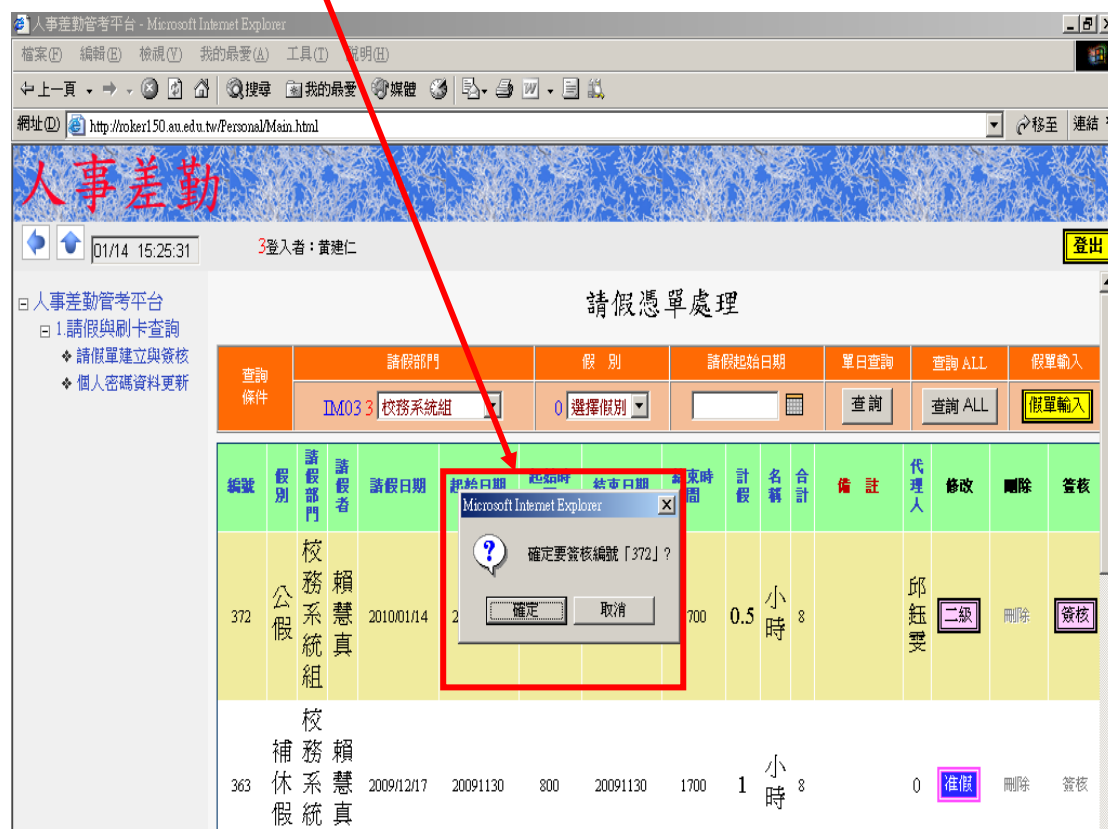 人事差勤管考平台 - Microsoft Internet Explorer
檔案(F) 編輯(E) 檢視(V) 我的最愛(A) 工具(T) 說明(H)
上一頁 搜尋 我的最愛 媒體
網址(D) http://roker150.au.edu.tw/Personal/Main.html 移至 連結
人事差勤
01/14 15:25:31 3登入者：黃建仁 登出
人事差勤管考平台
1.請假與刷卡查詢
請假單建立與簽核
個人密碼資料更新
請假憑單處理
查詢條件 請假部門 假 別 請假起始日期 單日查詢 查詢 ALL 假單輸入
IM03 3 校務系統組 0 選擇假別 查詢 查詢 ALL 假單輸入
編號 假別 請假部門 請假者 請假日期 起始日期 起始時 結束日期 結束時間 計假 名稱 合計 備 註 代理人 修改 刪除 簽核
Microsoft Internet Explorer
確定要簽核編號「372」?
確定 取消
372 公假 校務系統組 賴慧真 2010/01/14 2 700 0.5 小時 8 邱鈺雯 二級 刪除 簽核
363 補休假 校務系統 賴慧真 2009/12/17 20091130 800 20091130 1700 1 小時 8 0 准假 刪除 簽核